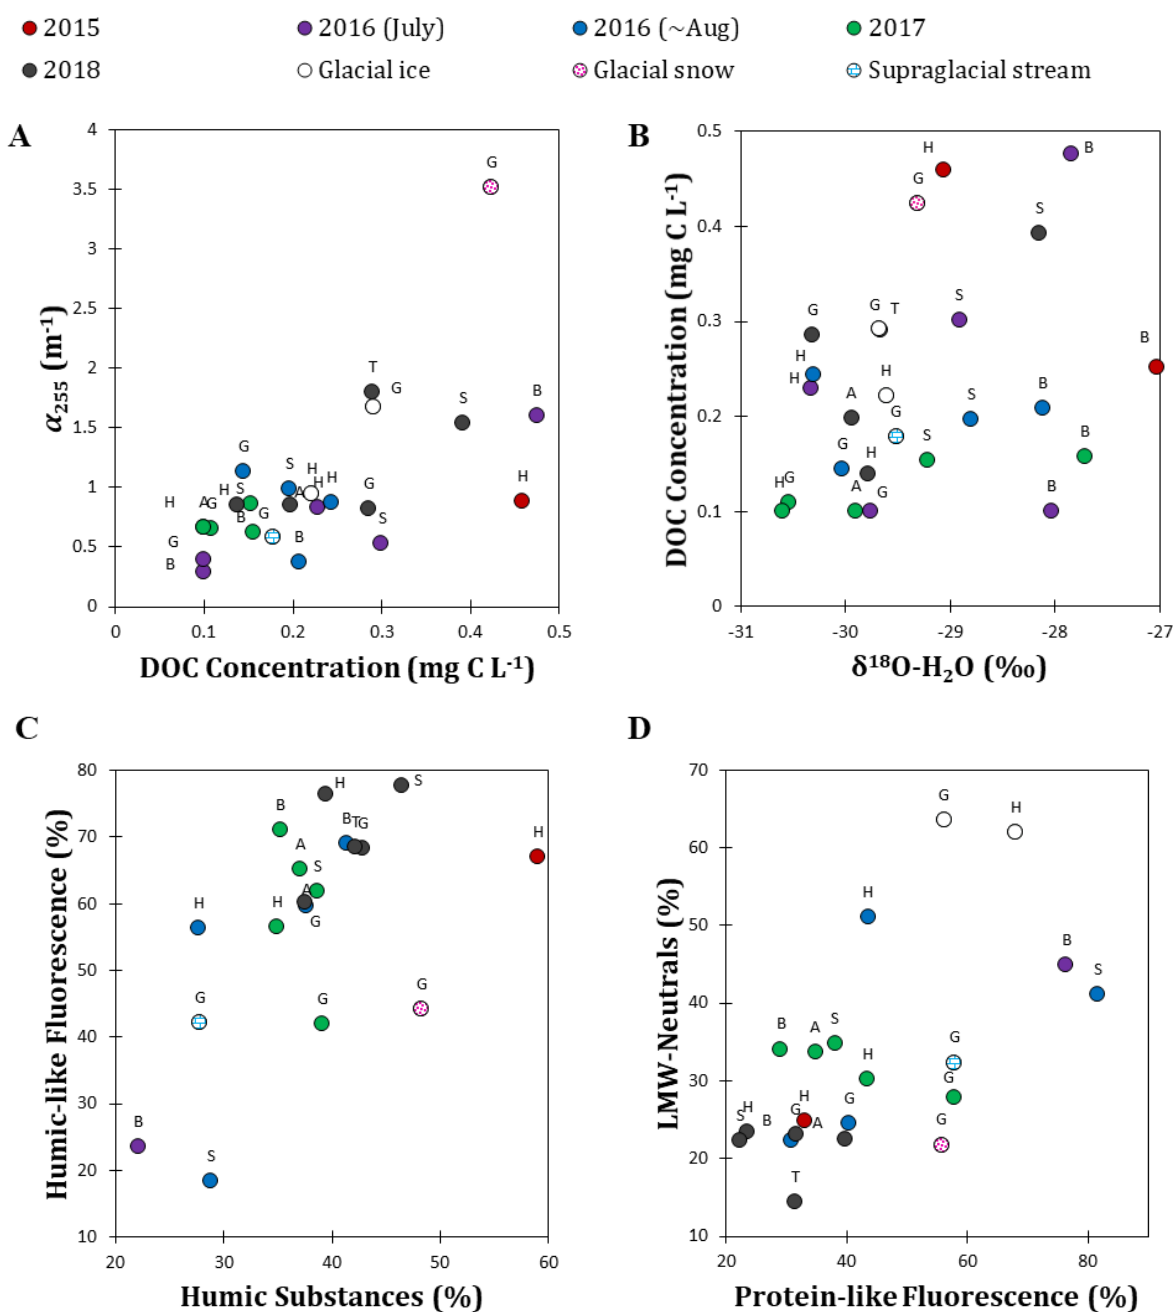 2015 2016 (July) 2016 (~Aug) 2017
2018 Glacial ice Glacial snow Supraglacial stream
A
4
3.5
3
2.5
2
1.5
1
0.5
0
α255 (m-1)
G
T
G
S
B
G
S
H
H
H
H
S
A
G
H
H
A
G
B
G
S
G
B
B
0 0.1 0.2 0.3 0.4 0.5
DOC Concentration (mg C L-1)
B
0.5
0.4
0.3
0.2
0.1
0
DOC Concentration (mg C L-1)
H
B
G
S
G
G T
S
B
H
H
H
A
G
S
B
G
H
S
B
H G
A
G
B
-31 -30 -29 -28 -27
δ18O-H2O (‰)
C
80
70
60
50
40
30
20
10
Humic-like Fluorescence (%)
H
S
B
B T G
H
A
S
A
H
H
G
G
G
G
B
S
20 30 40 50 60
Humic Substances (%)
D
70
60
50
40
30
20
10
LMW-Neutrals (%)
G
H
H
B
S
B
A
S
H
G
G
S H
B
H
G
A
G
G
T
20 40 60 80
Protein-like Fluorescence (%)